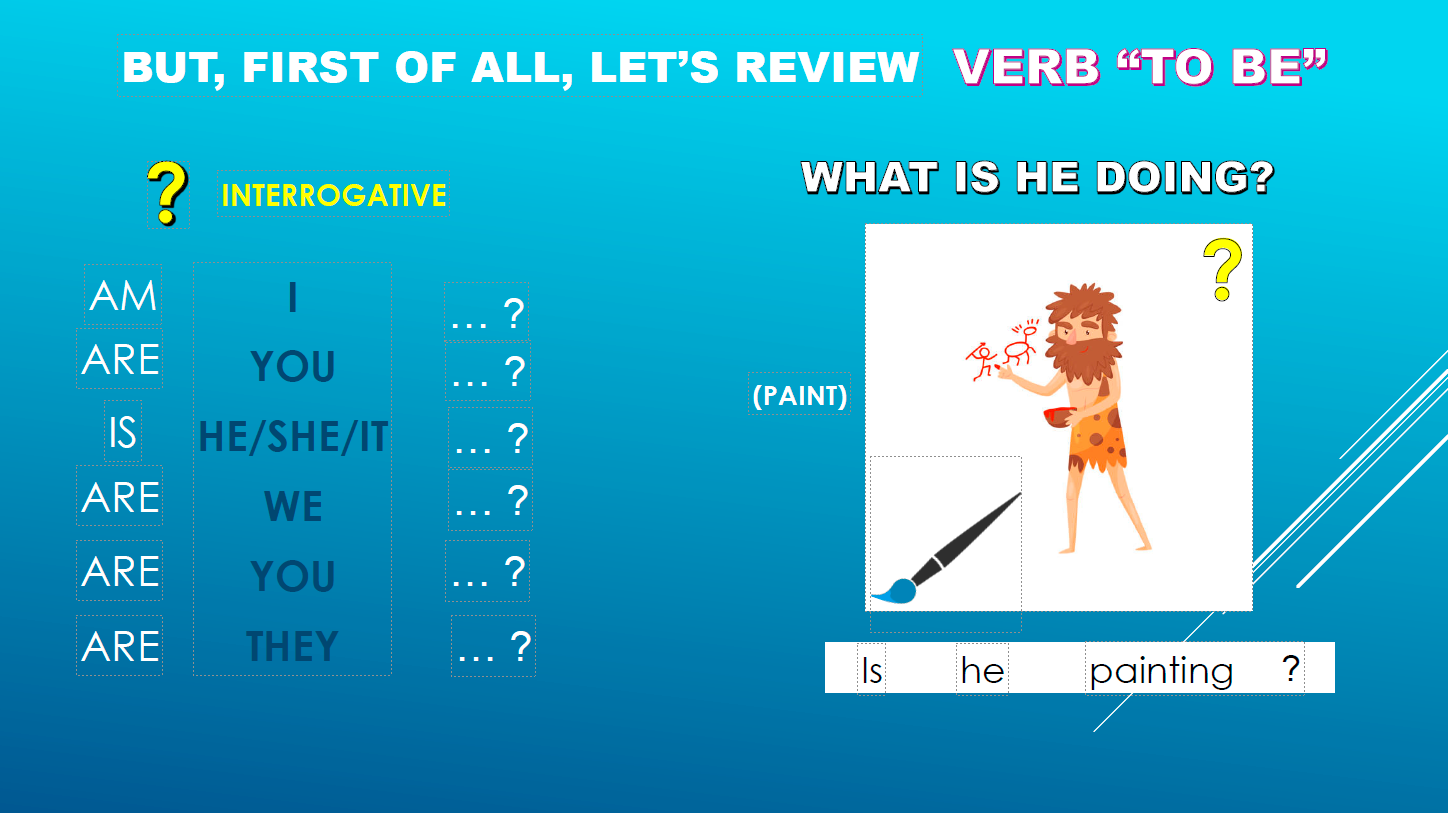 BUT, FIRST OF ALL, LET’S REVIEW VERB “TO BE”
? INTERROGATIVE
AM I … ?
ARE YOU … ?
IS HE/SHE/IT … ?
ARE WE … ?
ARE YOU … ?
ARE THEY … ?
WHAT IS HE DOING?
?
(PAINT)
Is he painting ?